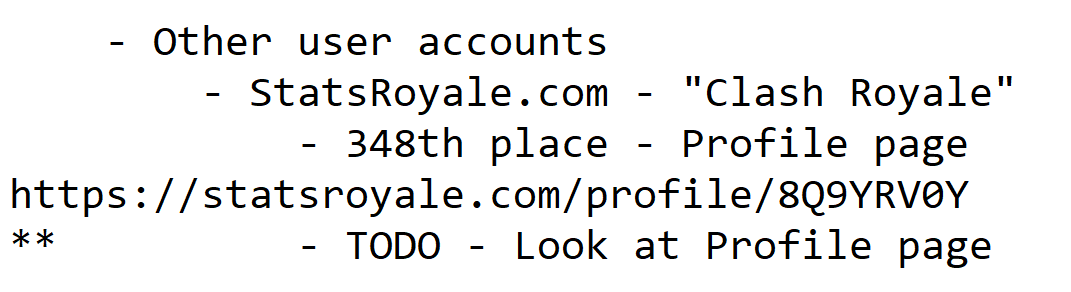 - Other user accounts
- StatsRoyale.com - "Clash Royale"
- 348th place - Profile page
https://statsroyale.com/profile/8Q9YRV0Y
** - TODO - Look at Profile page